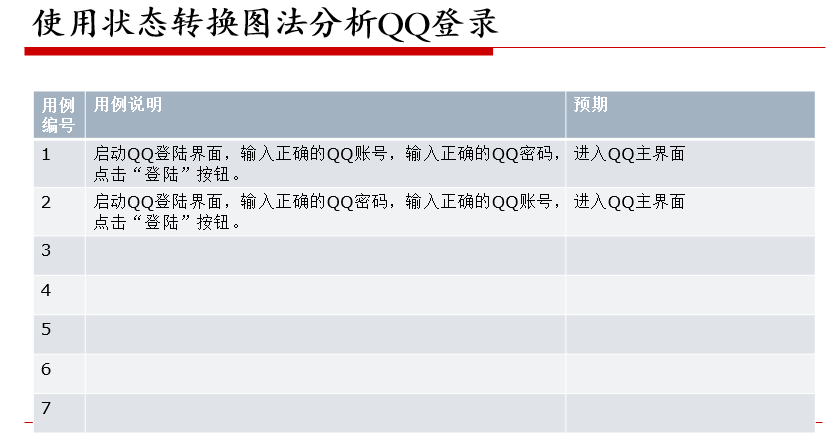 使用状态转换图法分析QQ登录
用例
编号
用例说明
预期
1
启动QQ登陆界面，输入正确的QQ账号，输入正确的QQ密码，
点击“登陆”按钮。
进入QQ主界面
2
启动QQ登陆界面，输入正确的QQ密码，输入正确的QQ账号，
点击“登陆”按钮。
进入QQ主界面
3
4
5
6
7